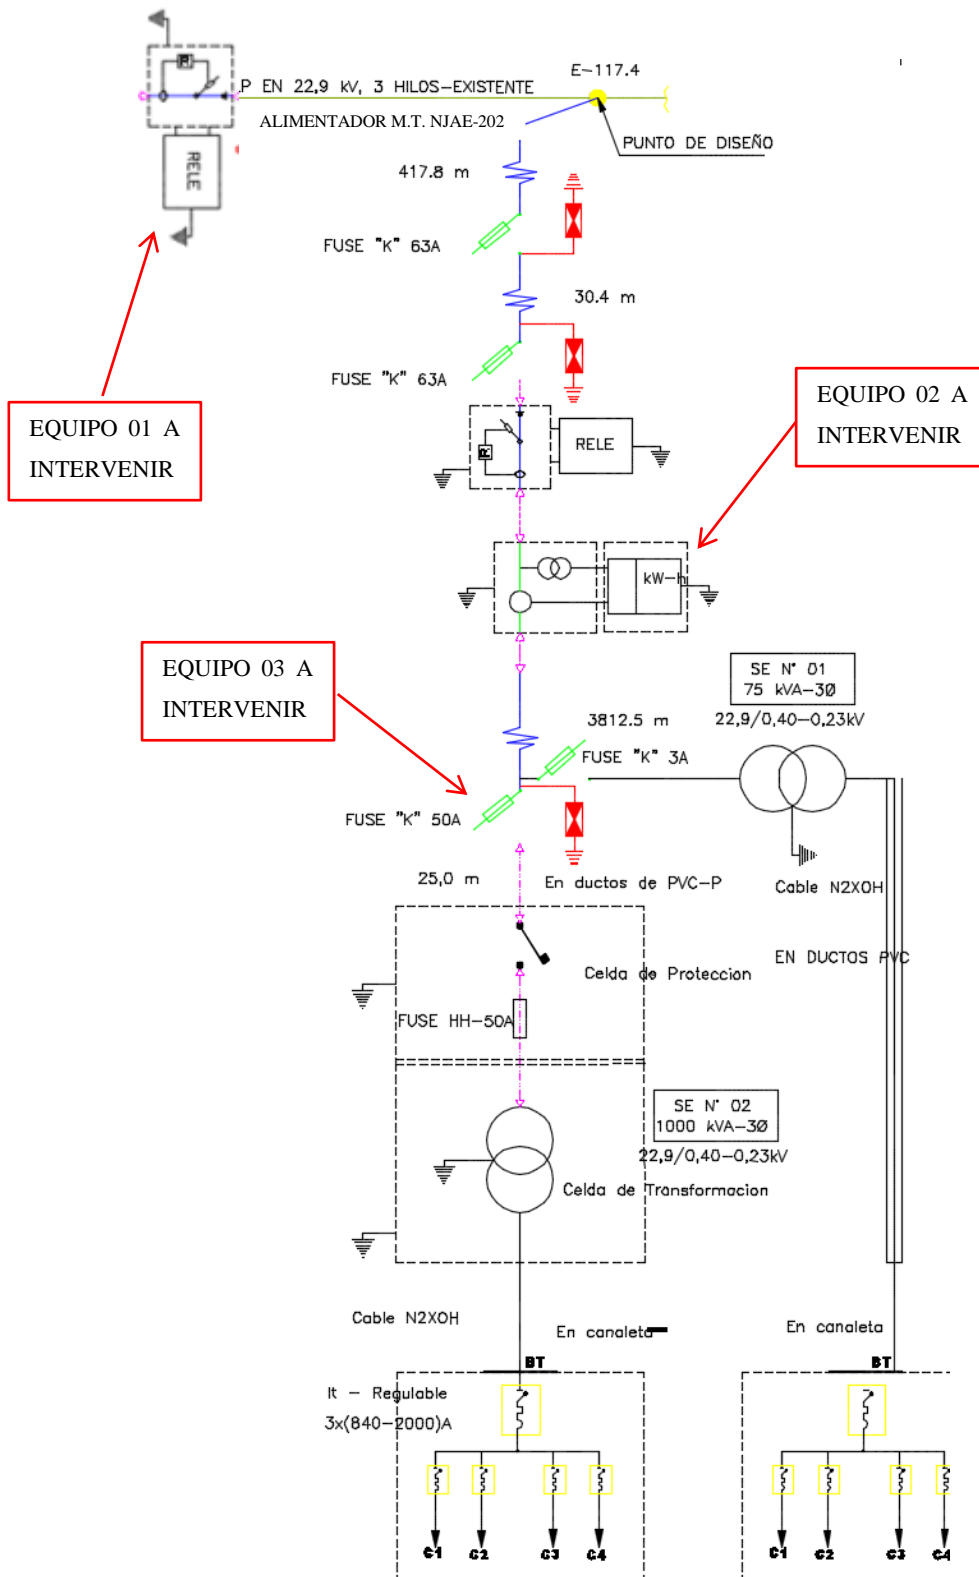 E-117.4
P EN 22,9 kV, 3 HILOS-EXISTENTE
ALIMENTADOR M.T. NJAE-202
PUNTO DE DISEÑO
R
RELE
417.8 m
FUSE "K" 63A
30.4 m
FUSE "K" 63A
EQUIPO 01 A
INTERVENIR
EQUIPO 02 A
INTERVENIR
R
RELE
kW-h
EQUIPO 03 A
INTERVENIR
SE N° 01
75 kVA-3Ø
22,9/0,40-0,23kV
3812.5 m
FUSE "K" 3A
FUSE "K" 50A
25,0 m
En ductos de PVC-P
Cable N2XOH
EN DUCTOS PVC
Celda de Proteccion
FUSE HH-50A
SE N° 02
1000 kVA-3Ø
22,9/0,40-0,23kV
Celda de Transformacion
Cable N2XOH
En canaleta
En canaleta
BT
BT
It - Regulable
3x(840-2000)A
C1 C2 C3 C4
C1 C2 C3 C4